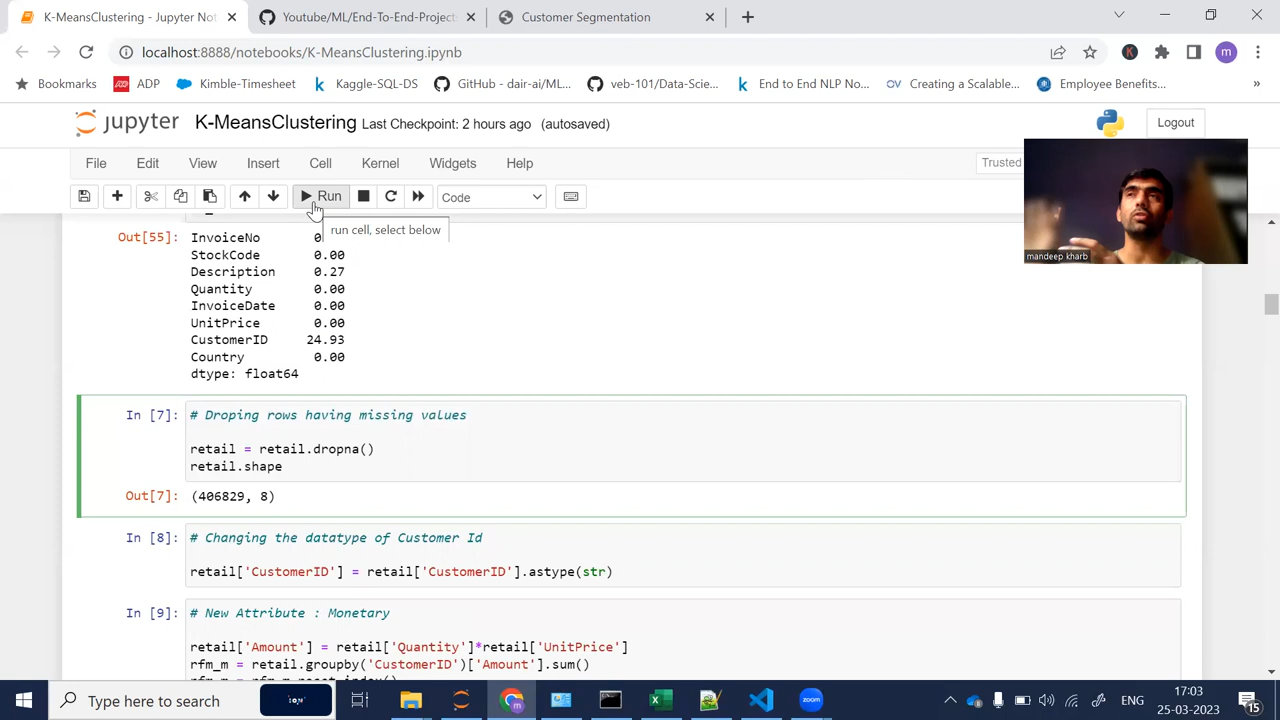 K-MeansClustering - Jupyter Note
Youtube/ML/End-To-End-Projects
Customer Segmentation
localhost:8888/notebooks/K-MeansClustering.ipynb
K
m
Bookmarks
ADP
Kimble-Timesheet
Kaggle-SQL-DS
GitHub - dair-ai/ML...
veb-101/Data-Scie...
End to End NLP No...
Creating a Scalable...
Employee Benefits...
»
jupyter
K-MeansClustering Last Checkpoint: 2 hours ago (autosaved)
Logout
File
Edit
View
Insert
Cell
Kernel
Widgets
Help
Trusted
Run
Code
run cell, select below
mandeep kharb
Out[55]:
InvoiceNo 0
StockCode 0.00
Description 0.27
Quantity 0.00
InvoiceDate 0.00
UnitPrice 0.00
CustomerID 24.93
Country 0.00
dtype: float64
In [7]:
# Droping rows having missing values
retail = retail.dropna()
retail.shape
Out[7]: (406829, 8)
In [8]:
# Changing the datatype of Customer Id
retail['CustomerID'] = retail['CustomerID'].astype(str)
In [9]:
# New Attribute : Monetary
retail['Amount'] = retail['Quantity']*retail['UnitPrice']
rfm_m = retail.groupby('CustomerID')['Amount'].sum()
rfm_m = rfm_m.reset_index()
Type here to search
ENG
17:03
25-03-2023
15